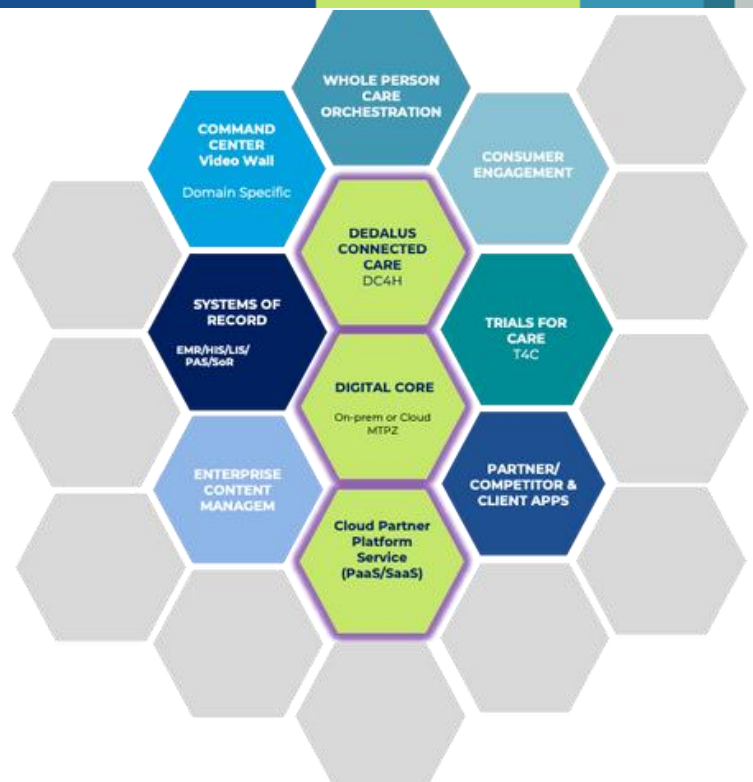 WHOLE PERSON
CARE
ORCHESTRATION
COMMAND
CENTER
Video Wall
Domain Specific
CONSUMER
ENGAGEMENT
DEDALUS
CONNECTED
CARE
DC4H
SYSTEMS OF
RECORD
EMR/HIS/LIS/
PAS/SoR
TRIALS FOR
CARE
T4C
DIGITAL CORE
On-prem or Cloud
MTPZ
ENTERPRISE
CONTENT
MANAGEM
PARTNER/
COMPETITOR &
CLIENT APPS
Cloud Partner
Platform
Service
(PaaS/SaaS)